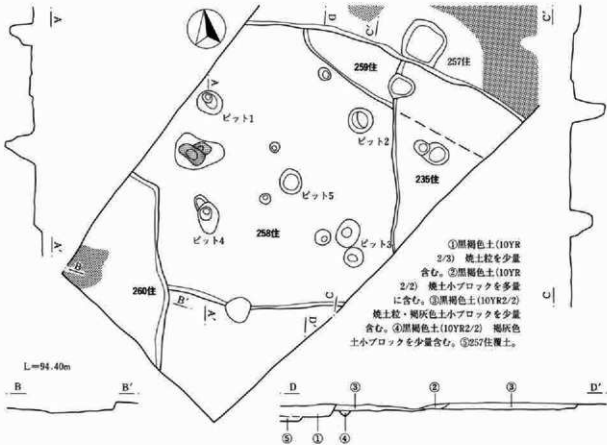 A
A'
A
A'
D
C'
C'
257住
259住
ピット1
ピット2
235住
ピット5
ピット4
258住
ピット3
B
260住
B'
A'
D'
C
C
①黒褐色土(10YR
2/3) 焼土粒を少量
含む。②黒褐色土(10YR
2/2) 焼土小ブロックを多量
に含む。③黒褐色土(10YR2/2)
焼土粒・褐灰色土小ブロックを少量
含む。④黒褐色土(10YR2/2) 褐灰色
土小ブロックを少量含む。⑤257住覆土。
L=94.40m
B B'
D ③ ② ③ D'
⑤ ① ④